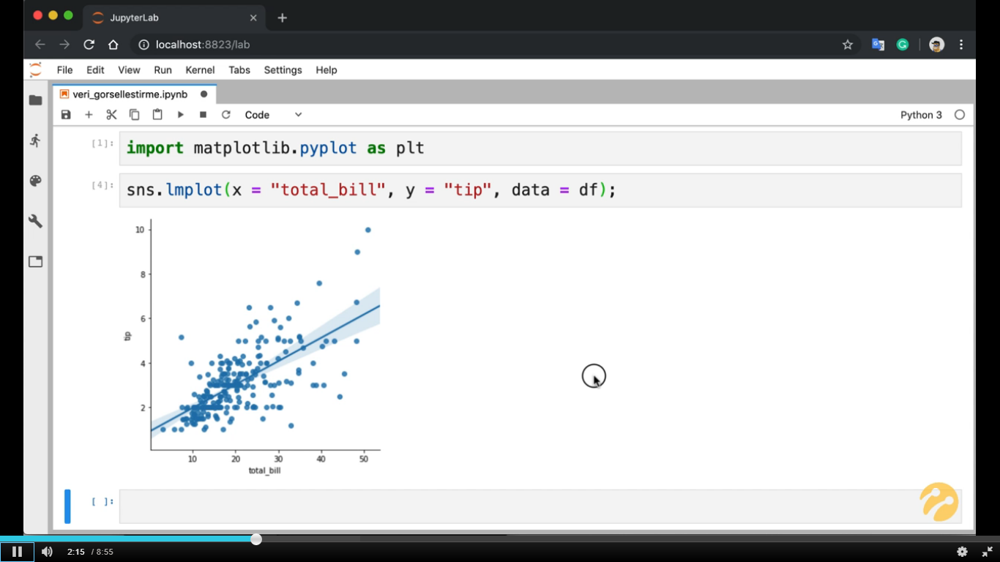 JupyterLab
localhost:8823/lab
File Edit View Run Kernel Tabs Settings Help
veri_gorsellestirme.ipynb
Code
Python 3
[1]: import matplotlib.pyplot as plt
[4]: sns.lmplot(x = "total_bill", y = "tip", data = df);
10
8
6
tip
4
2
10 20 30 40 50
total_bill
[ ]:
2:15 / 8:55